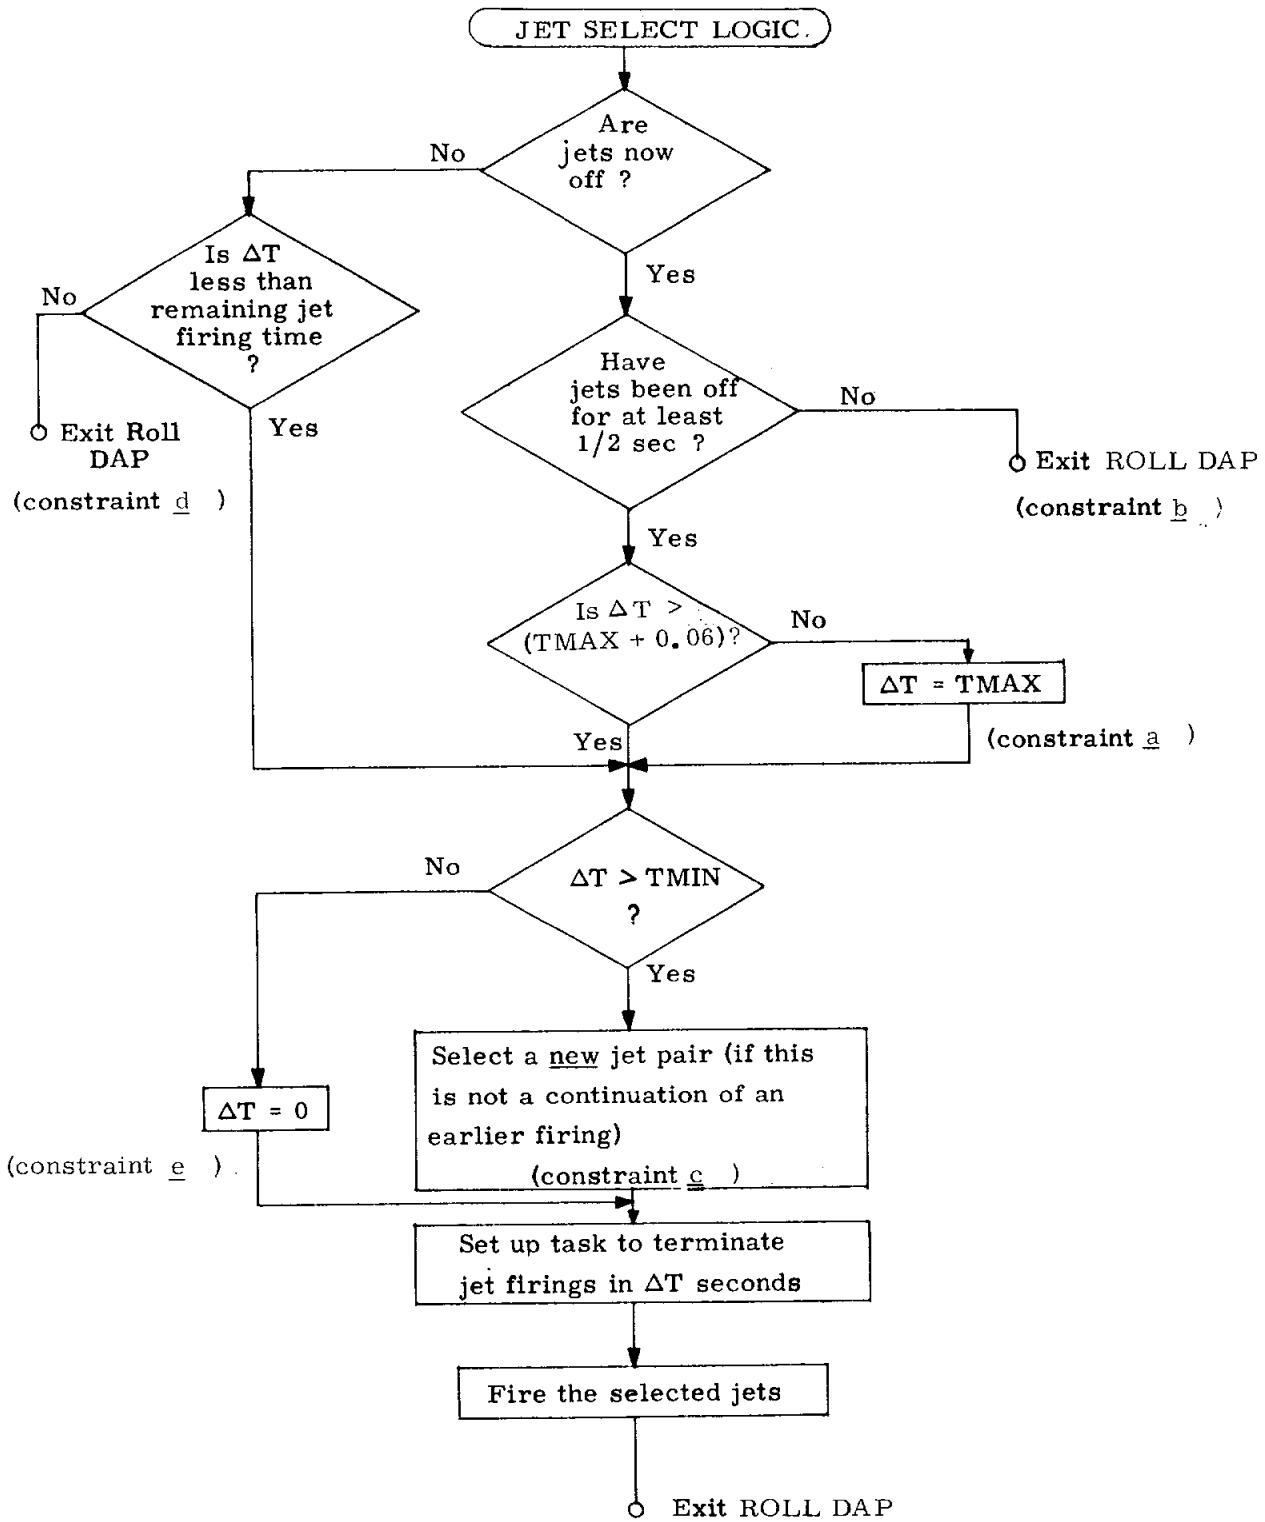 JET SELECT LOGIC.
Are
jets now
off ?
No
Yes
Is ΔT
less than
remaining jet
firing time
?
No
Exit Roll
DAP
(constraint d )
Yes
Have
jets been off
for at least
1/2 sec ?
No
Exit ROLL DAP
(constraint b )
Yes
Is ΔT >
(TMAX + 0.06)?
No
ΔT = TMAX
(constraint a )
Yes
ΔT > TMIN
?
No
Yes
ΔT = 0
(constraint e )
Select a new jet pair (if this
is not a continuation of an
earlier firing)
(constraint c )
Set up task to terminate
jet firings in ΔT seconds
Fire the selected jets
Exit ROLL DAP